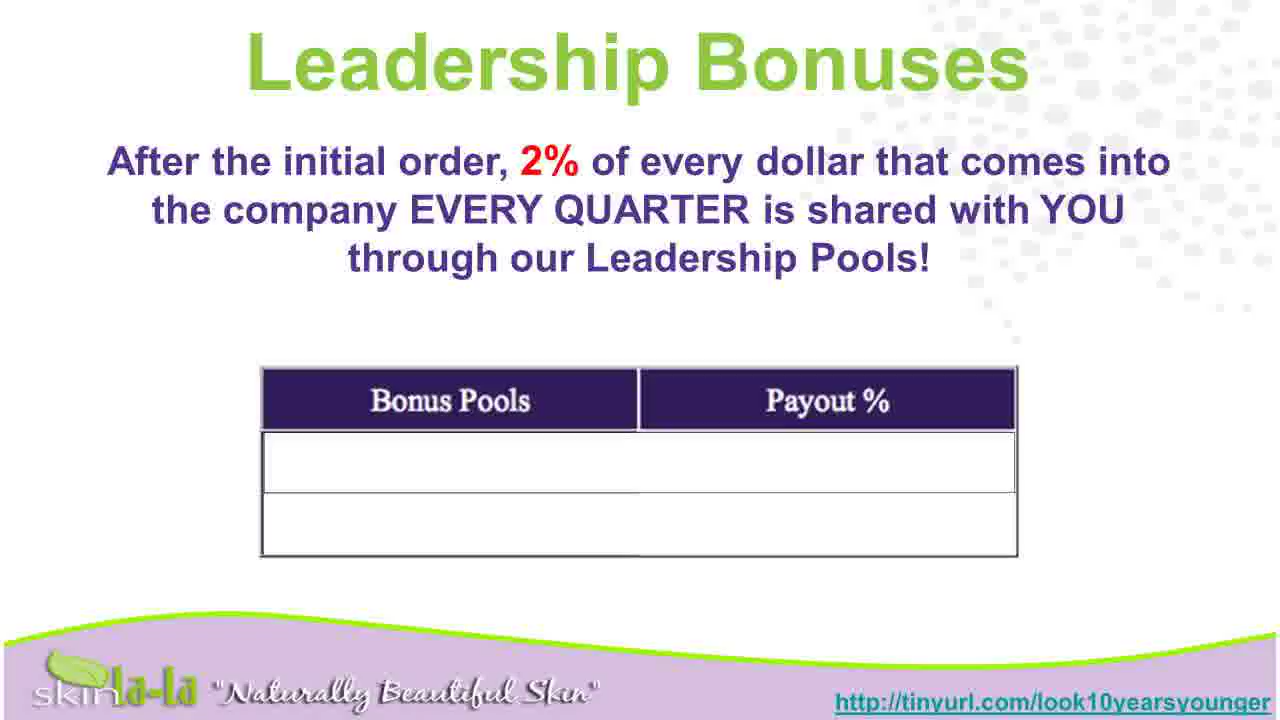 Leadership Bonuses
After the initial order, 2% of every dollar that comes into
the company EVERY QUARTER is shared with YOU
through our Leadership Pools!
Bonus Pools Payout %
skin la-la "Naturally Beautiful Skin"
http://tinyurl.com/look10yearsyounger